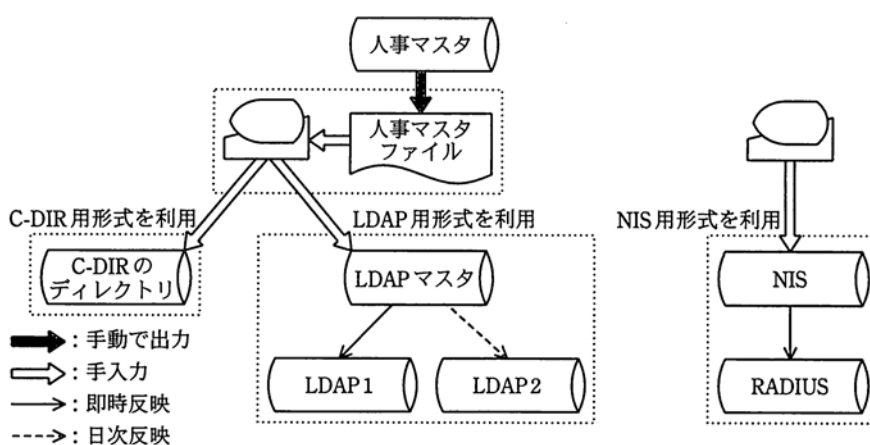 人事マスタ
人事マスタ
ファイル
C-DIR用形式を利用
LDAP用形式を利用
NIS用形式を利用
C-DIRの
ディレクトリ
LDAPマスタ
NIS
LDAP1
LDAP2
RADIUS
：手動で出力
：手入力
：即時反映
：日次反映